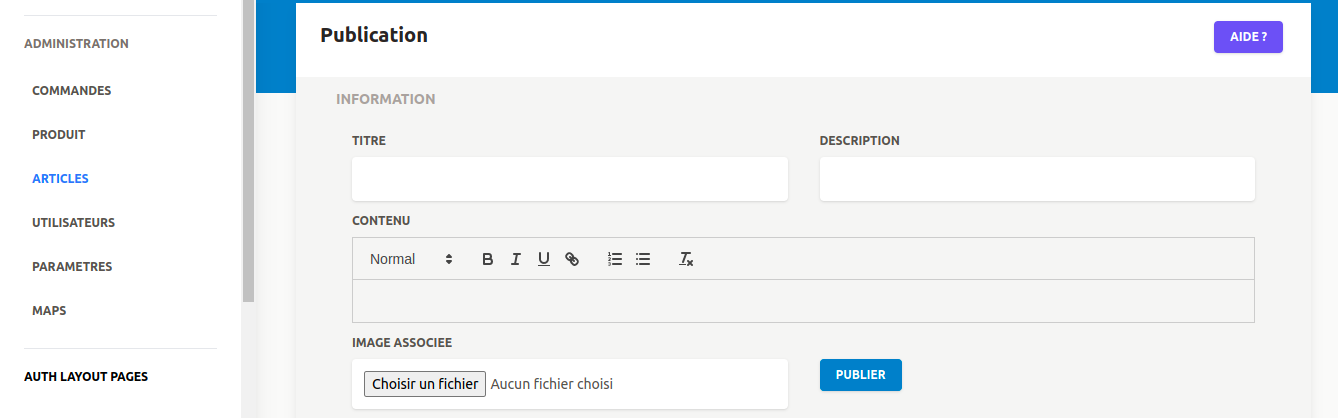 ADMINISTRATION
COMMANDES
PRODUIT
ARTICLES
UTILISATEURS
PARAMETRES
MAPS
AUTH LAYOUT PAGES
Publication
AIDE ?
INFORMATION
TITRE
DESCRIPTION
CONTENU
Normal
IMAGE ASSOCIEE
Choisir un fichier Aucun fichier choisi
PUBLIER